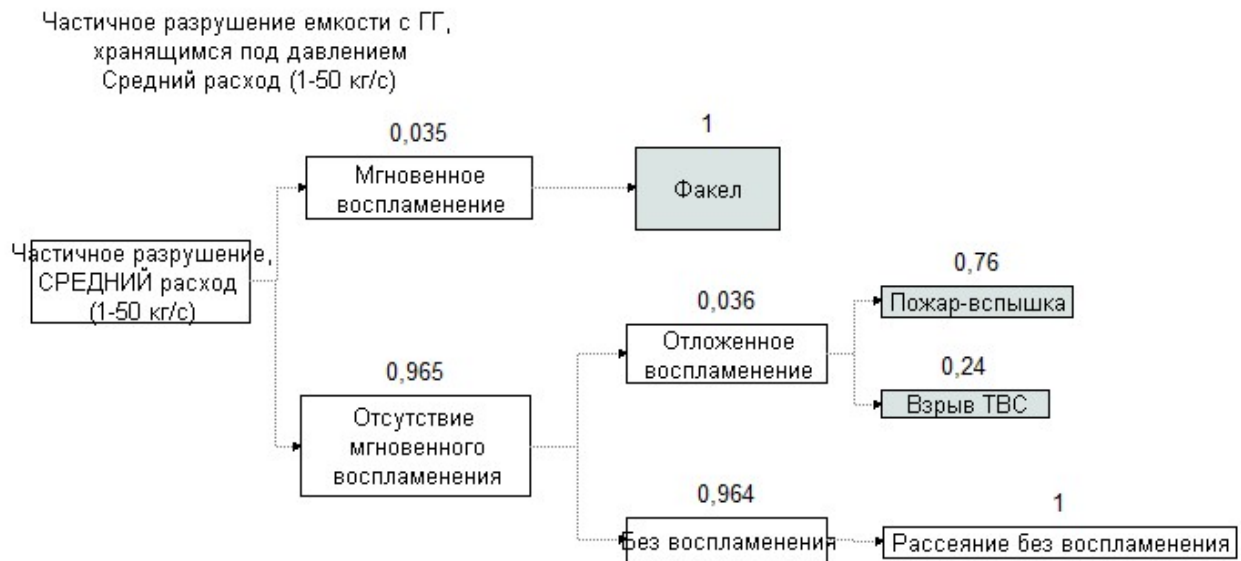 Частичное разрушение емкости с ГГ,
хранящимся под давлением
Средний расход (1-50 кг/с)
0,035
Мгновенное
воспламенение
1
Факел
Частичное разрушение,
СРЕДНИЙ расход
(1-50 кг/с)
0,965
Отсутствие
мгновенного
воспламенения
0,036
Отложенное
воспламенение
0,76
Пожар-вспышка
0,24
Взрыв ТВС
0,964
Без воспламенения
1
Рассеяние без воспламенения